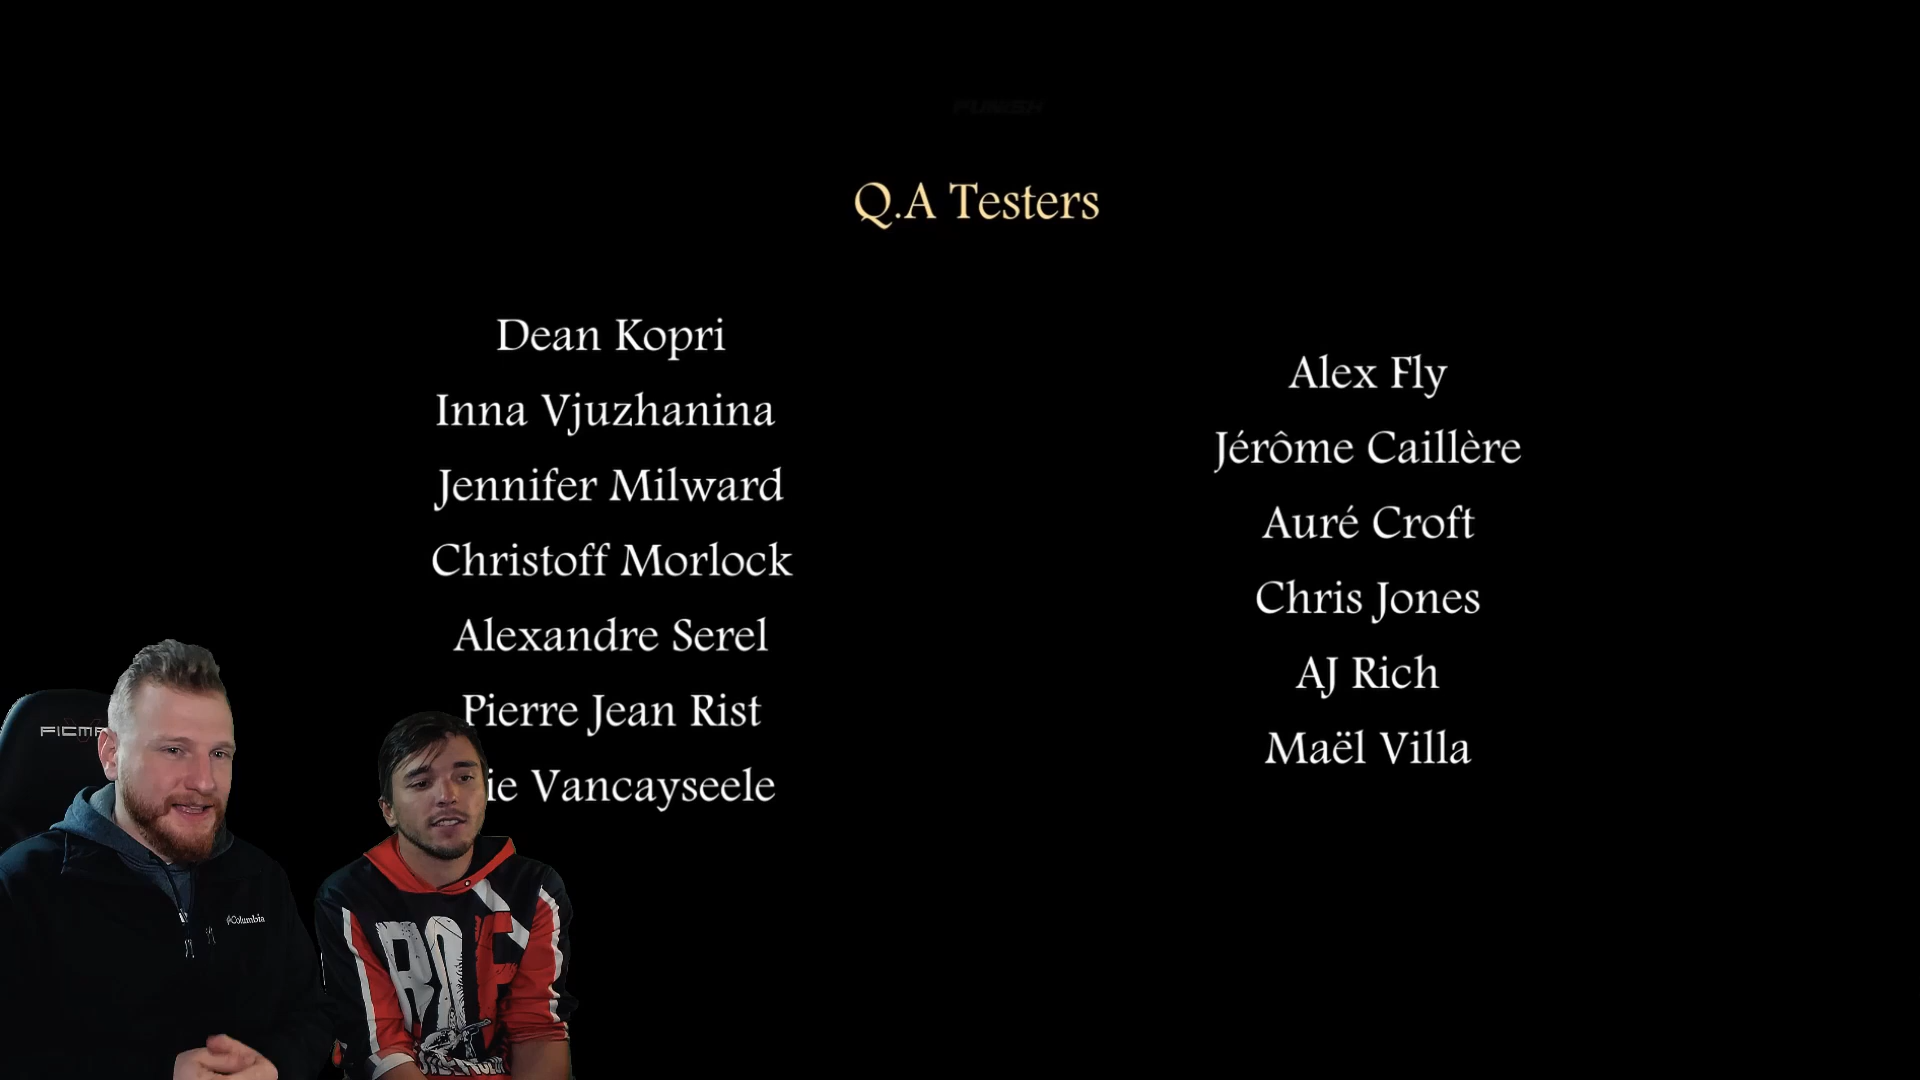 Q.A Testers
Dean Kopri
Inna Vjuzhanina
Jennifer Milward
Christoff Morlock
Alexandre Serel
Pierre Jean Rist
Vancayseele
Alex Fly
Jérôme Caillère
Auré Croft
Chris Jones
AJ Rich
Maël Villa
Columbia